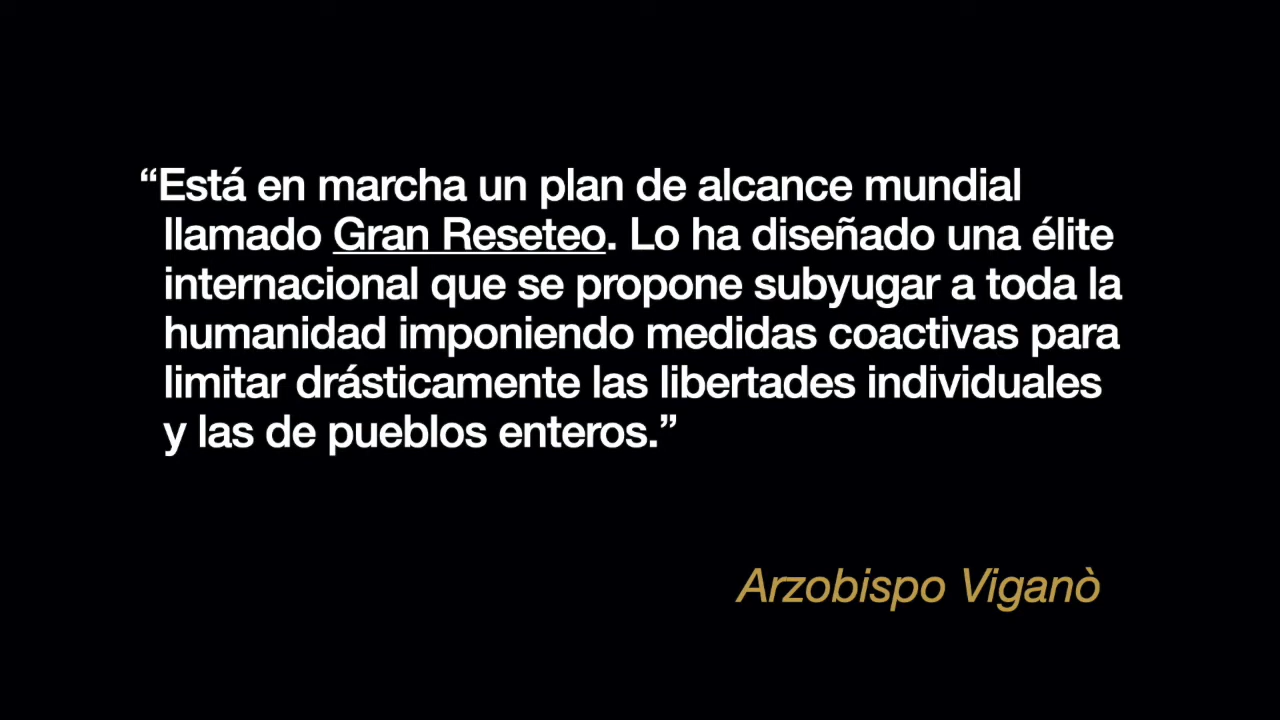 “Está en marcha un plan de alcance mundial
llamado Gran Reseteo. Lo ha diseñado una élite
internacional que se propone subyugar a toda la
humanidad imponiendo medidas coactivas para
limitar drásticamente las libertades individuales
y las de pueblos enteros.”
Arzobispo Viganò